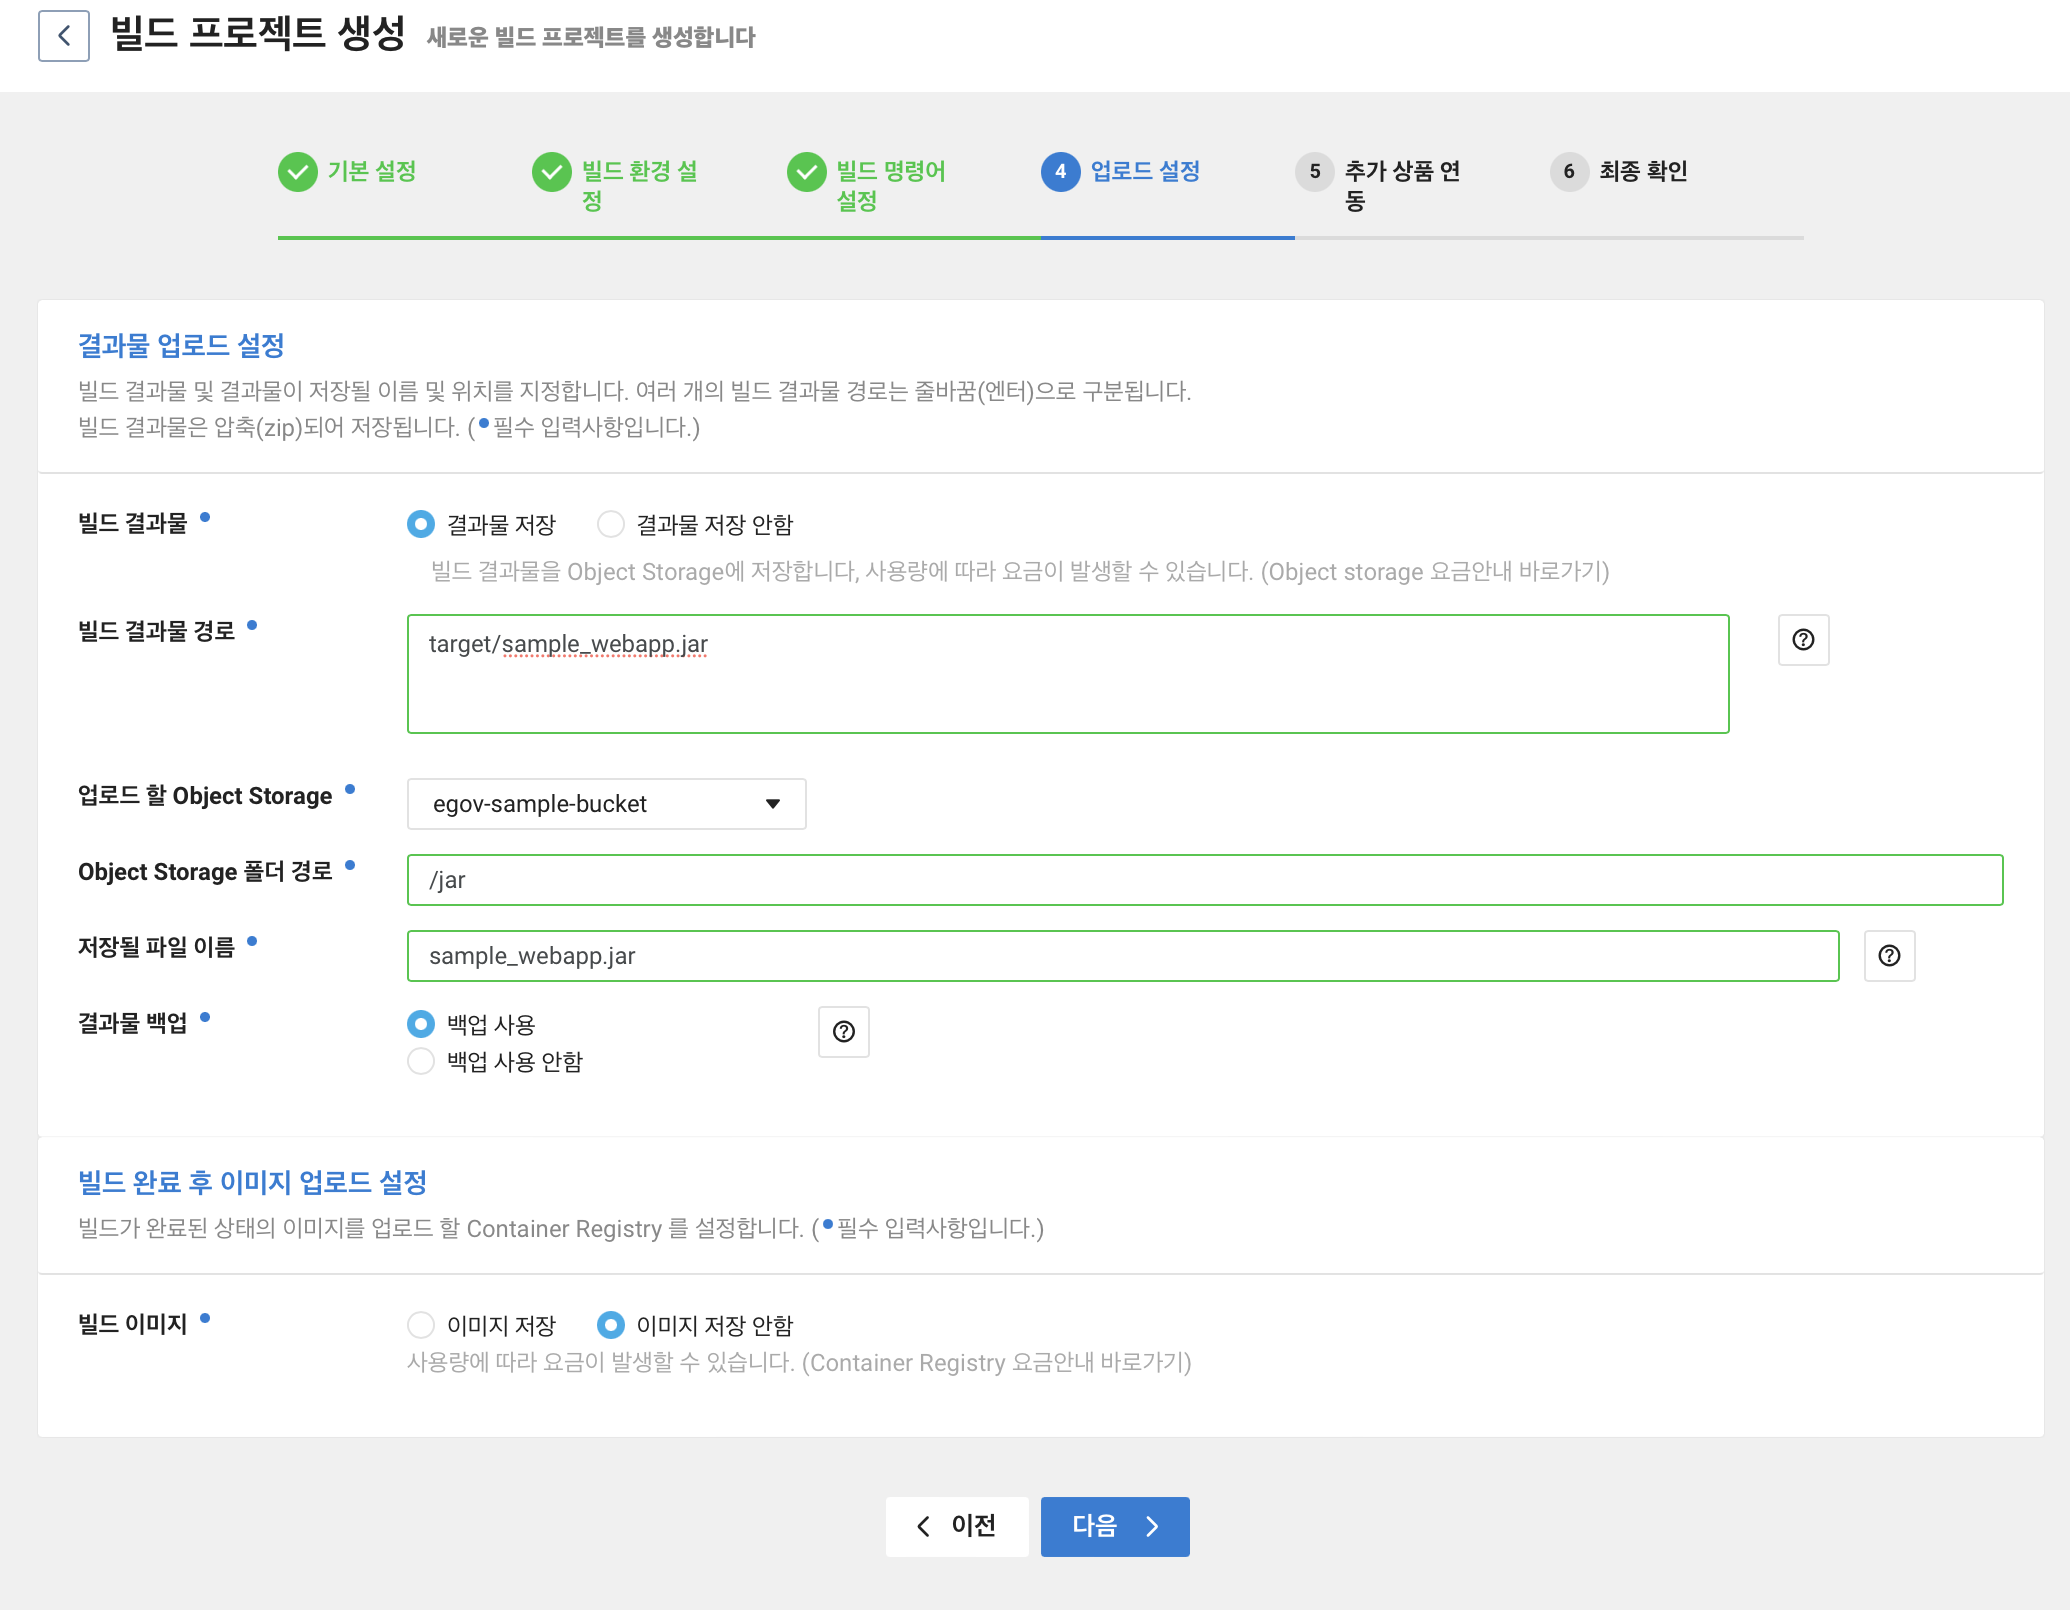 빌드 프로젝트 생성 새로운 빌드 프로젝트를 생성합니다
기본 설정
빌드 환경 설
정
빌드 명령어
설정
4 업로드 설정
5 추가 상품 연
동
6 최종 확인
결과물 업로드 설정
빌드 결과물 및 결과물이 저장될 이름 및 위치를 지정합니다. 여러 개의 빌드 결과물 경로는 줄바꿈(엔터)으로 구분됩니다.
빌드 결과물은 압축(zip)되어 저장됩니다. (•필수 입력사항입니다.)
빌드 결과물 •
결과물 저장 결과물 저장 안함
빌드 결과물을 Object Storage에 저장합니다, 사용량에 따라 요금이 발생할 수 있습니다. (Object storage 요금안내 바로가기)
빌드 결과물 경로 •
target/sample_webapp.jar
업로드 할 Object Storage •
egov-sample-bucket
Object Storage 폴더 경로 •
/jar
저장될 파일 이름 •
sample_webapp.jar
결과물 백업 •
백업 사용
백업 사용 안함
빌드 완료 후 이미지 업로드 설정
빌드가 완료된 상태의 이미지를 업로드 할 Container Registry 를 설정합니다. (•필수 입력사항입니다.)
빌드 이미지 •
이미지 저장 이미지 저장 안함
사용량에 따라 요금이 발생할 수 있습니다. (Container Registry 요금안내 바로가기)
이전 다음